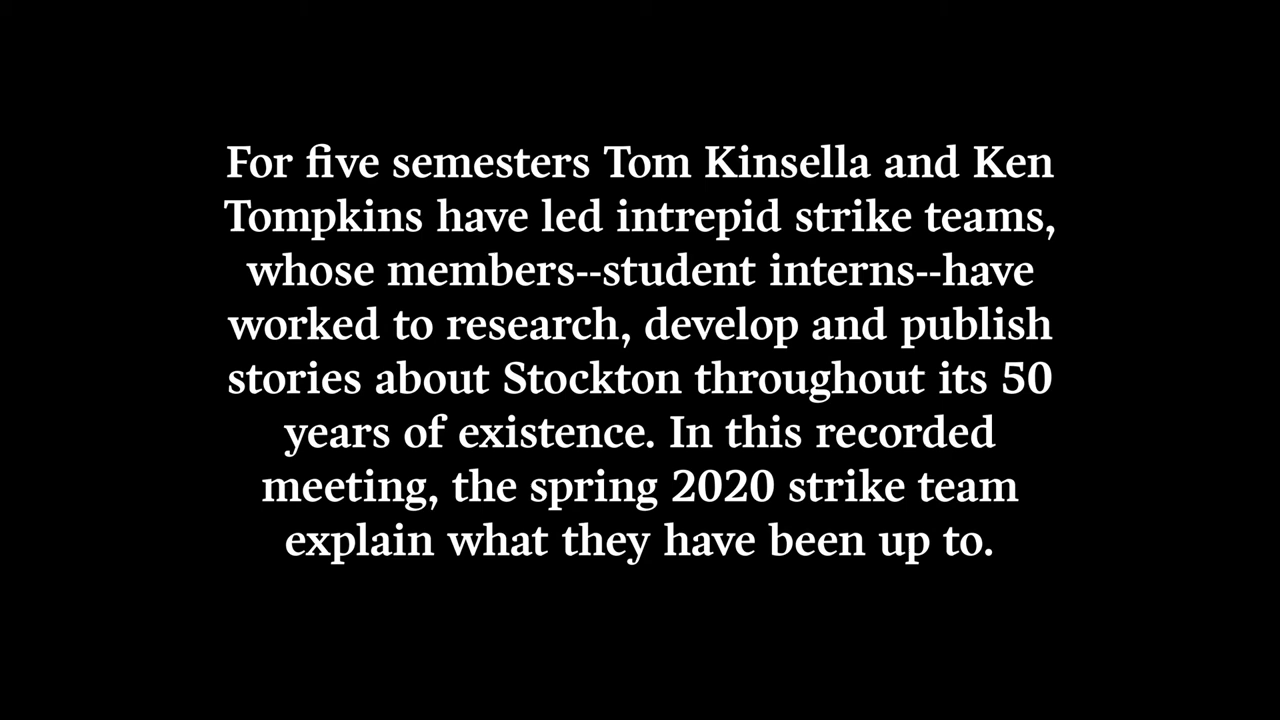 For five semesters Tom Kinsella and Ken
Tompkins have led intrepid strike teams,
whose members--student interns--have
worked to research, develop and publish
stories about Stockton throughout its 50
years of existence. In this recorded
meeting, the spring 2020 strike team
explain what they have been up to.